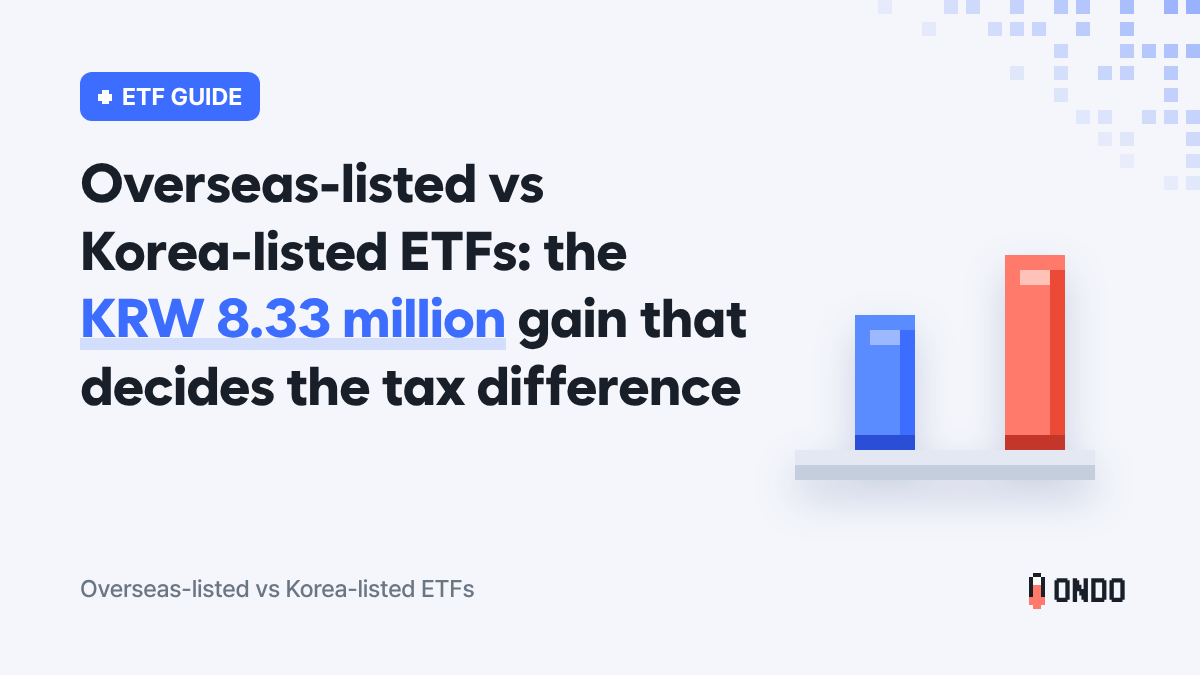 ETF GUIDE
Overseas-listed vs
Korea-listed ETFs: the
KRW 8.33 million gain that
decides the tax difference
Overseas-listed vs Korea-listed ETFs
ONDO